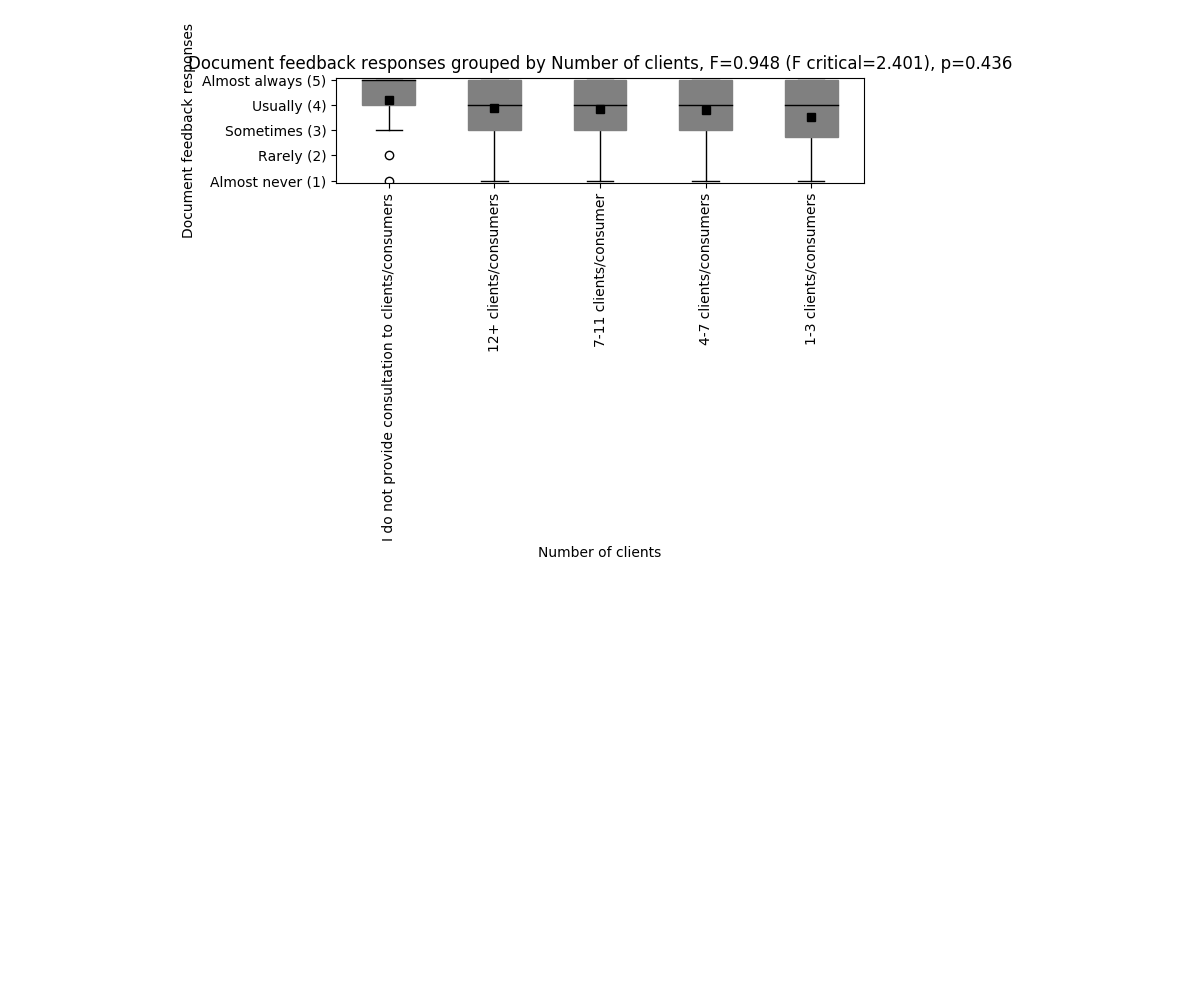 Document feedback responses grouped by Number of clients, F=0.948 (F critical=2.401), p=0.436
Document feedback responses
Almost always (5)
Usually (4)
Sometimes (3)
Rarely (2)
Almost never (1)
I do not provide consultation to clients/consumers
12+ clients/consumers
7-11 clients/consumer
4-7 clients/consumers
1-3 clients/consumers
Number of clients